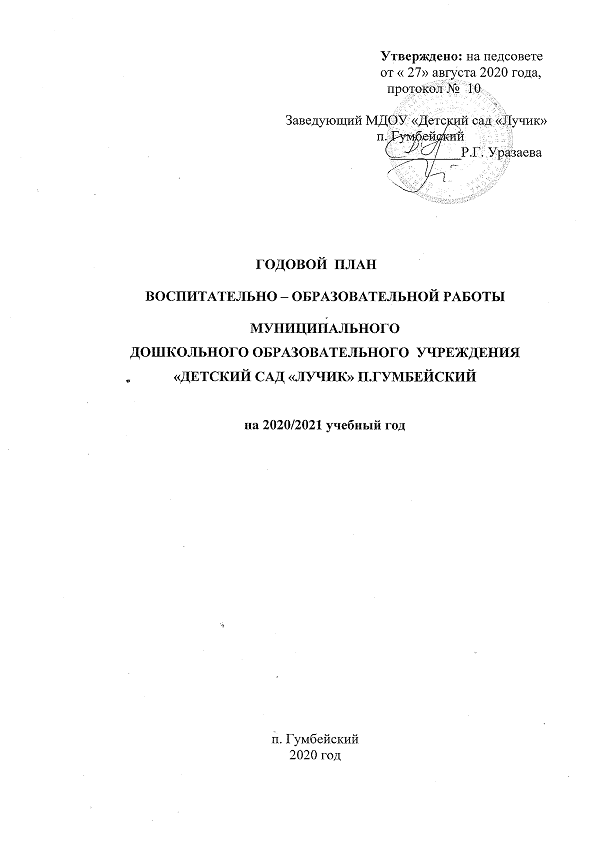 Утверждено: на педсовете
от « 27» августа 2020 года,
протокол № 10
Заведующий МДОУ «Детский сад «Лучик»
п. Гумбейский
__________Р.Г. Уразаева
ГОДОВОЙ ПЛАН
ВОСПИТАТЕЛЬНО – ОБРАЗОВАТЕЛЬНОЙ РАБОТЫ
МУНИЦИПАЛЬНОГО
ДОШКОЛЬНОГО ОБРАЗОВАТЕЛЬНОГО УЧРЕЖДЕНИЯ
«ДЕТСКИЙ САД «ЛУЧИК» П.ГУМБЕЙСКИЙ
на 2020/2021 учебный год
п. Гумбейский
2020 год